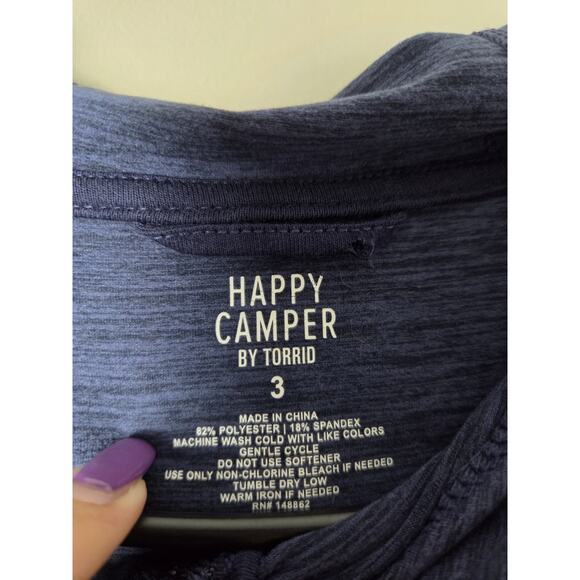 HAPPY
CAMPER
BY TORRID
3
MADE IN CHINA
82% POLYESTER | 18% SPANDEX
MACHINE WASH COLD WITH LIKE COLORS
GENTLE CYCLE
DO NOT USE SOFTENER
USE ONLY NON-CHLORINE BLEACH IF NEEDED
TUMBLE DRY LOW
WARM IRON IF NEEDED
RN# 148862